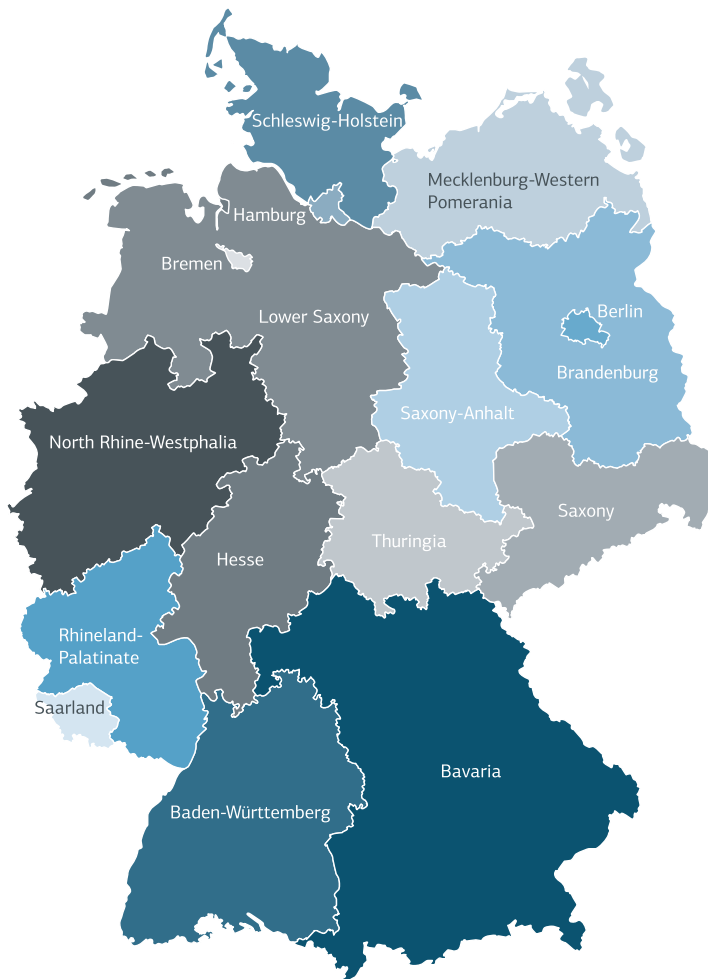 Schleswig-Holstein
Mecklenburg-Western
Pomerania
Hamburg
Bremen
Lower Saxony
Berlin
Brandenburg
Saxony-Anhalt
North Rhine-Westphalia
Saxony
Thuringia
Hesse
Rhineland-
Palatinate
Saarland
Bavaria
Baden-Württemberg